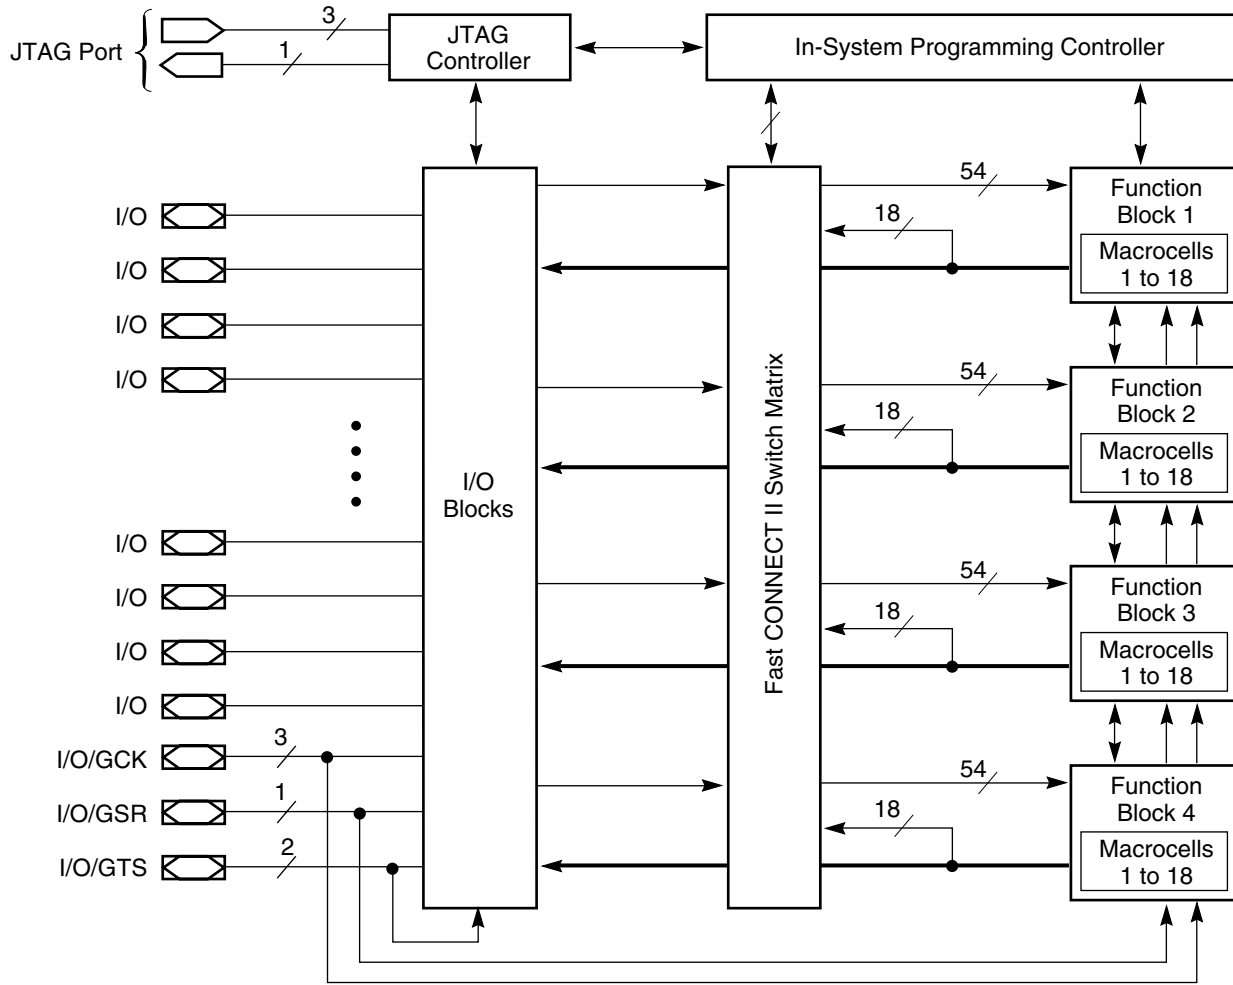 JTAG Port
3
1
JTAG
Controller
In-System Programming Controller
I/O
I/O
I/O
I/O
I/O
I/O
I/O
I/O
I/O/GCK
3
I/O/GSR
1
I/O/GTS
2
I/O
Blocks
Fast CONNECT II Switch Matrix
54
18
Function
Block 1
Macrocells
1 to 18
54
18
Function
Block 2
Macrocells
1 to 18
54
18
Function
Block 3
Macrocells
1 to 18
54
18
Function
Block 4
Macrocells
1 to 18